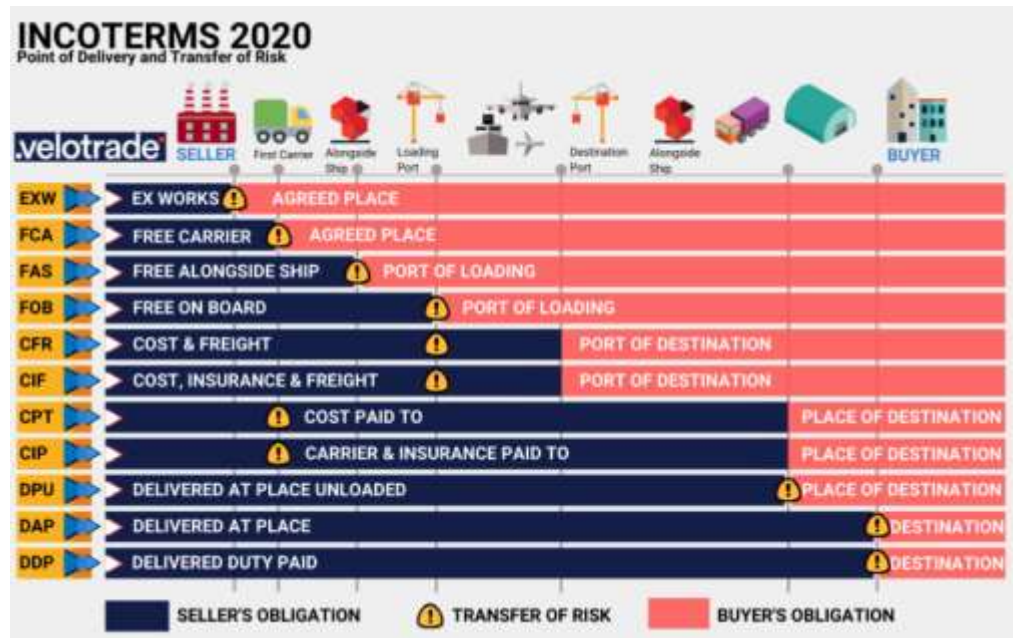 INCOTERMS 2020
Point of Delivery and Transfer of Risk
.velotrade
SELLER
First Carrier
Alongside
Ship
Loading
Port
Destination
Port
Alongside
Ship
BUYER
EXW EX WORKS AGREED PLACE
FCA FREE CARRIER AGREED PLACE
FAS FREE ALONGSIDE SHIP PORT OF LOADING
FOB FREE ON BOARD PORT OF LOADING
CFR COST & FREIGHT PORT OF DESTINATION
CIF COST, INSURANCE & FREIGHT PORT OF DESTINATION
CPT COST PAID TO PLACE OF DESTINATION
CIP CARRIER & INSURANCE PAID TO PLACE OF DESTINATION
DPU DELIVERED AT PLACE UNLOADED PLACE OF DESTINATION
DAP DELIVERED AT PLACE DESTINATION
DDP DELIVERED DUTY PAID DESTINATION
SELLER'S OBLIGATION TRANSFER OF RISK BUYER'S OBLIGATION